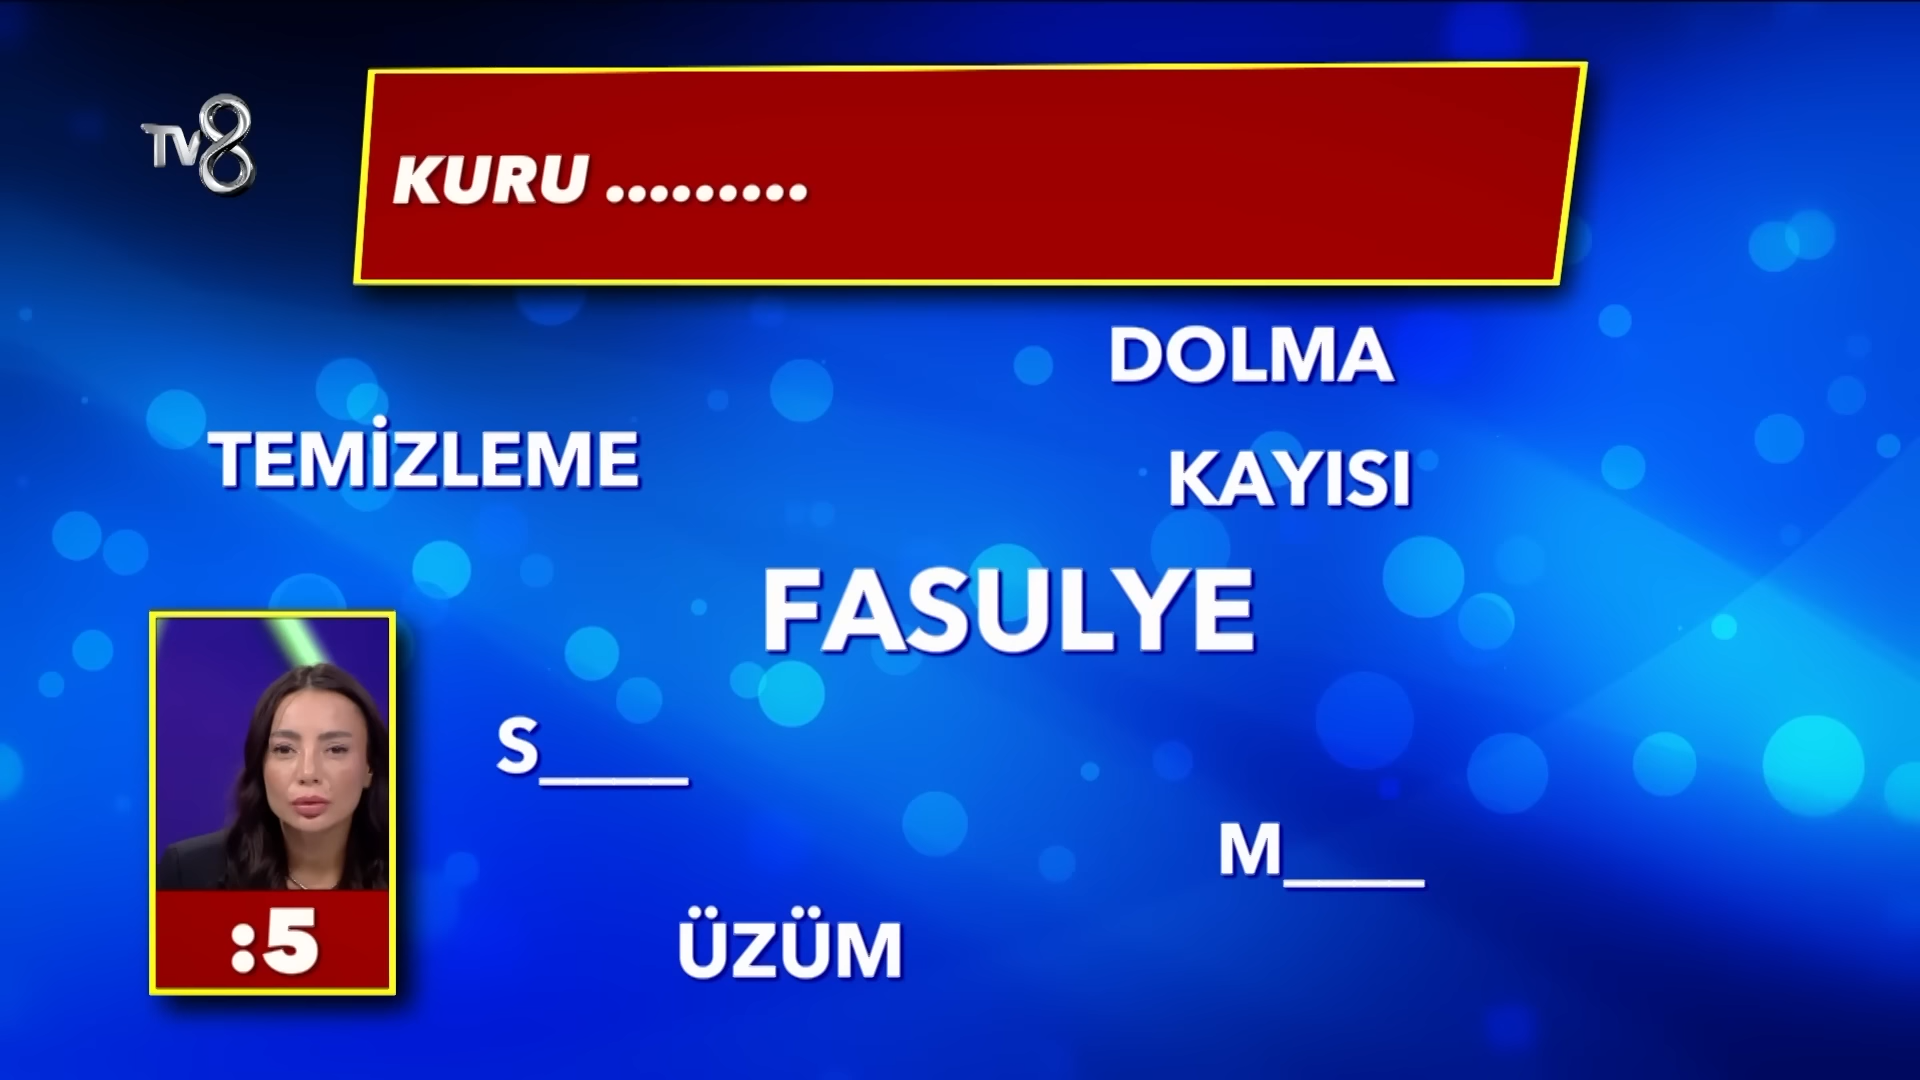 TV8
KURU .........
DOLMA
TEMİZLEME
KAYISI
FASULYE
S____
M____
ÜZÜM
:5